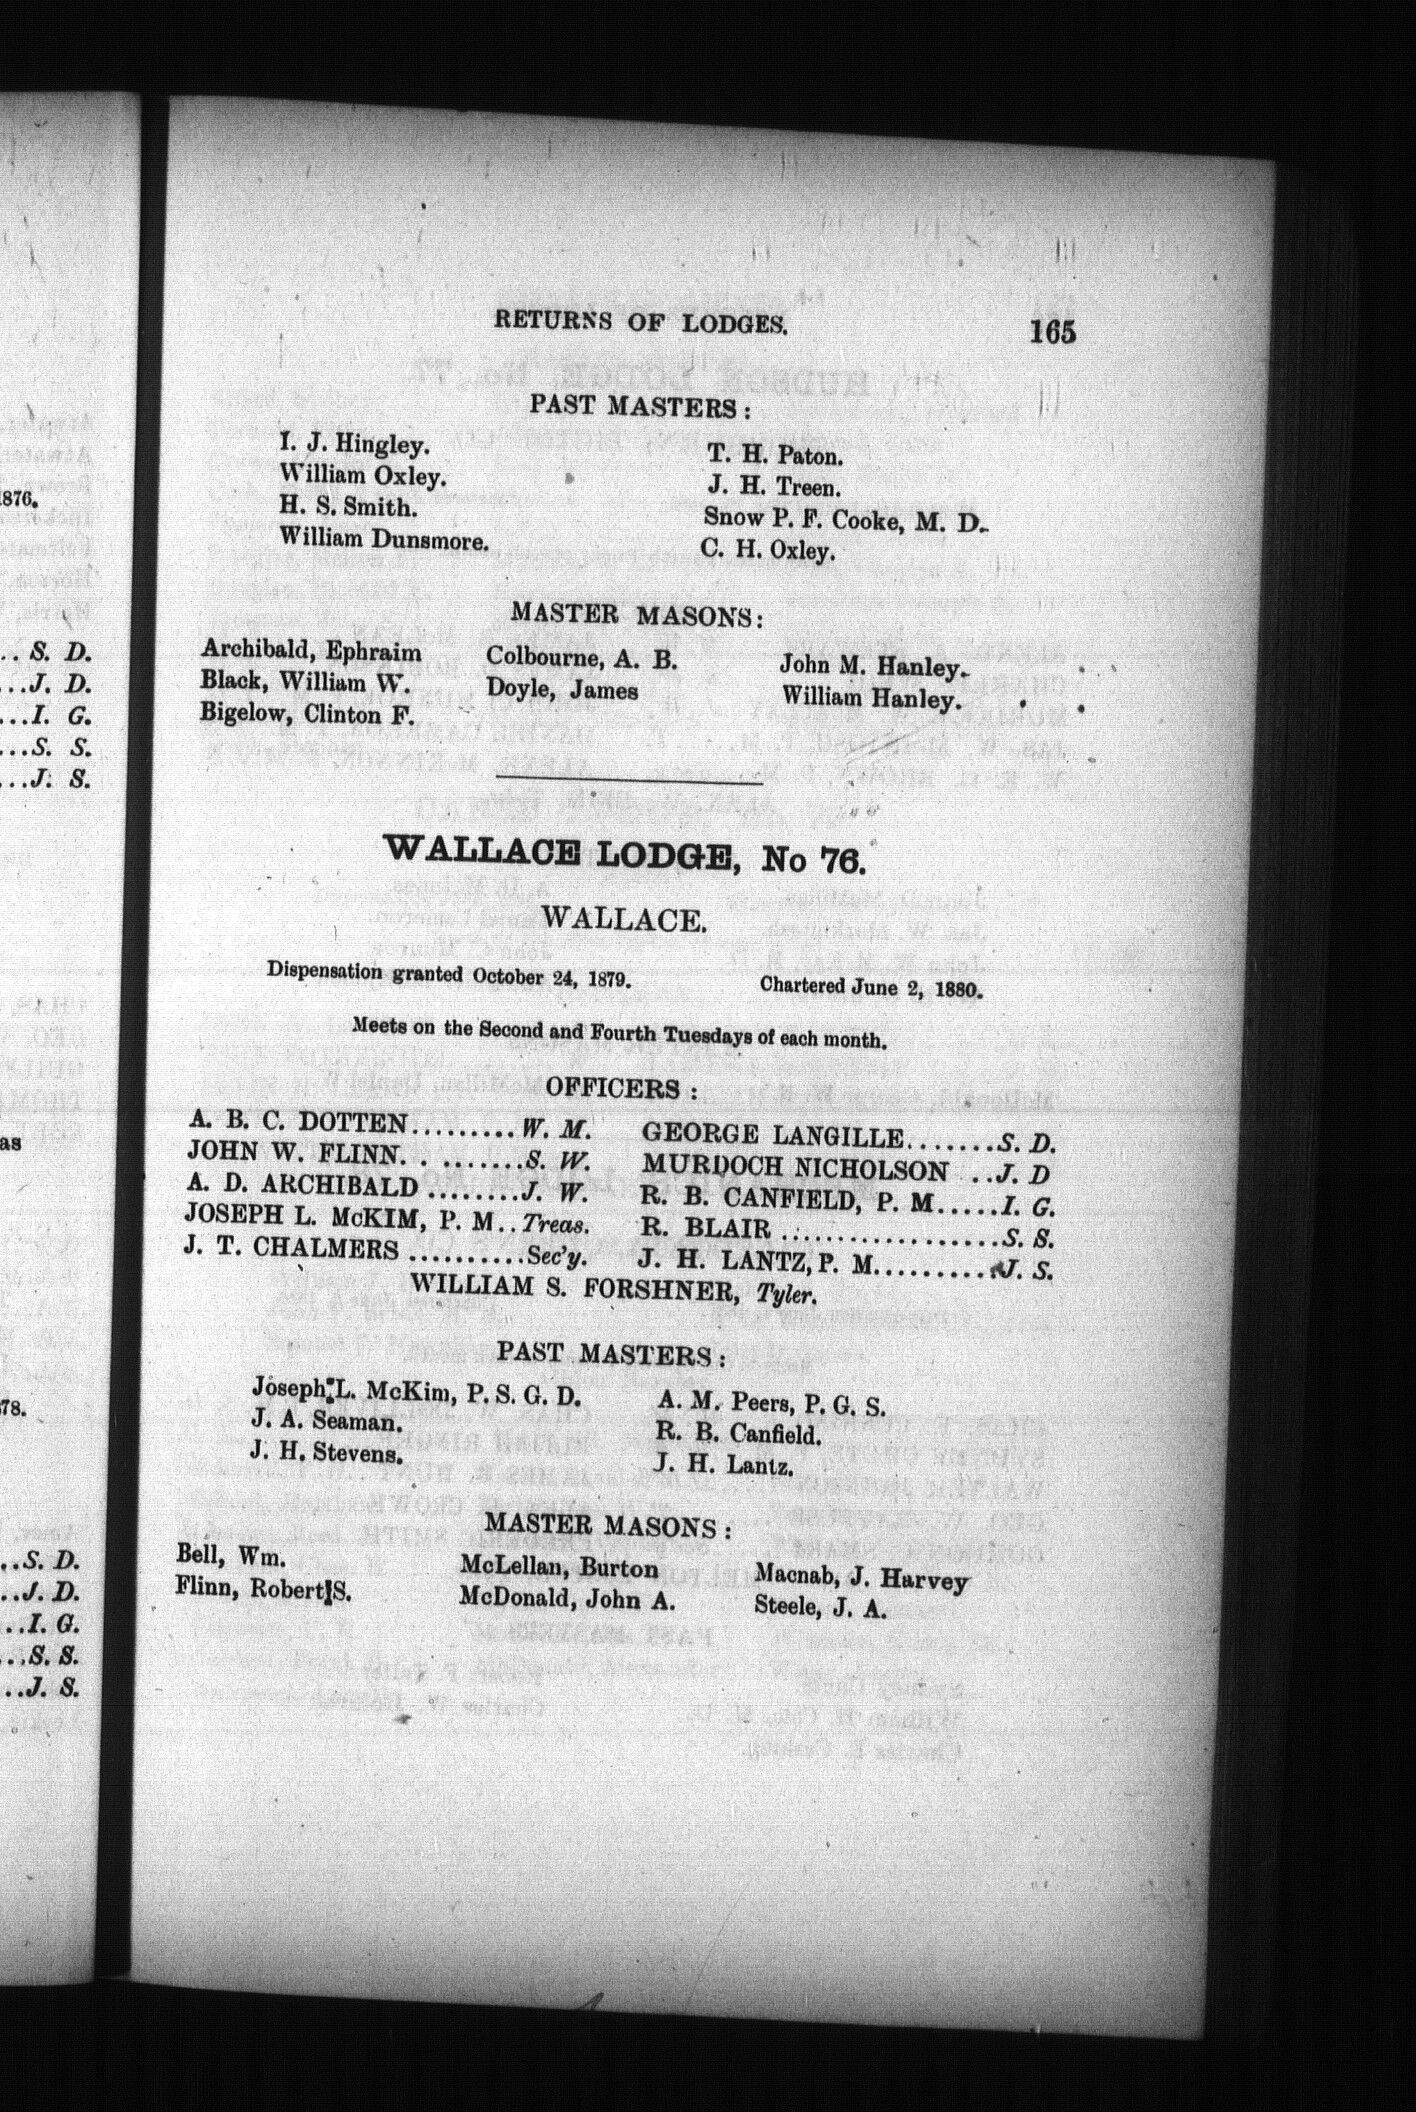 RETURNS OF LODGES. 165
PAST MASTERS :
I. J. Hingley. T. H. Paton.
William Oxley. J. H. Treen.
H. S. Smith. Snow P. F. Cooke, M. D.
William Dunsmore. C. H. Oxley.
MASTER MASONS :
Archibald, Ephraim Colbourne, A. B. John M. Hanley.
Black, William W. Doyle, James William Hanley.
Bigelow, Clinton F.
WALLACE LODGE, No 76.
WALLACE.
Dispensation granted October 24, 1879. Chartered June 2, 1880.
Meets on the Second and Fourth Tuesdays of each month.
OFFICERS :
A. B. C. DOTTEN.........W. M. GEORGE LANGILLE.......S. D.
JOHN W. FLINN. . .......S. W. MURDOCH NICHOLSON ..J. D
A. D. ARCHIBALD ........J. W. R. B. CANFIELD, P. M.....I. G.
JOSEPH L. McKIM, P. M..Treas. R. BLAIR ..................S. S.
J. T. CHALMERS ..........Sec'y. J. H. LANTZ, P. M..........J. S.
WILLIAM S. FORSHNER, Tyler.
PAST MASTERS :
Joseph L. McKim, P. S. G. D. A. M. Peers, P. G. S.
J. A. Seaman. R. B. Canfield.
J. H. Stevens. J. H. Lantz.
MASTER MASONS :
Bell, Wm. McLellan, Burton Macnab, J. Harvey
Flinn, Robert S. McDonald, John A. Steele, J. A.
1876.
.. S. D.
...J. D.
...I. G.
...S. S.
...J. S.
as
78.
..S. D.
..J. D.
..I. G.
...S. S.
..J. S.